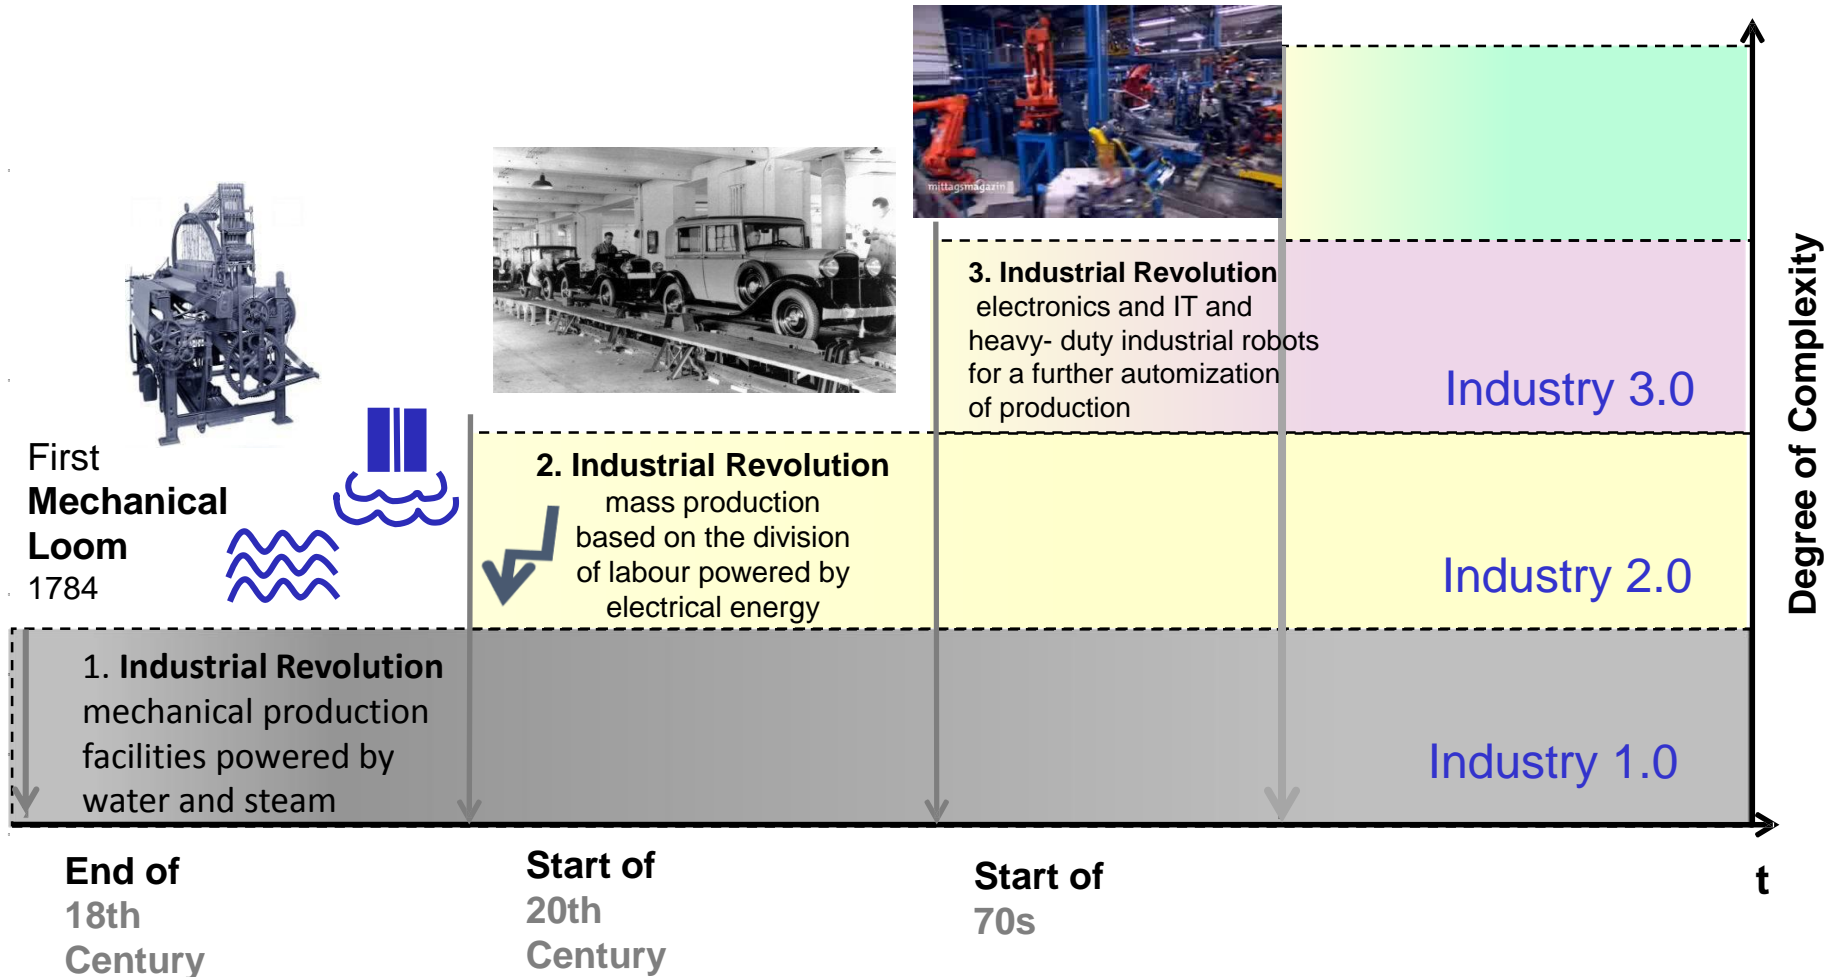 mittagsmagazin
3. Industrial Revolution
electronics and IT and
heavy- duty industrial robots
for a further automization
of production
Industry 3.0
Degree of Complexity
First
Mechanical
Loom
1784
2. Industrial Revolution
mass production
based on the division
of labour powered by
electrical energy
Industry 2.0
1. Industrial Revolution
mechanical production
facilities powered by
water and steam
Industry 1.0
End of
18th
Century
Start of
20th
Century
Start of
70s
t